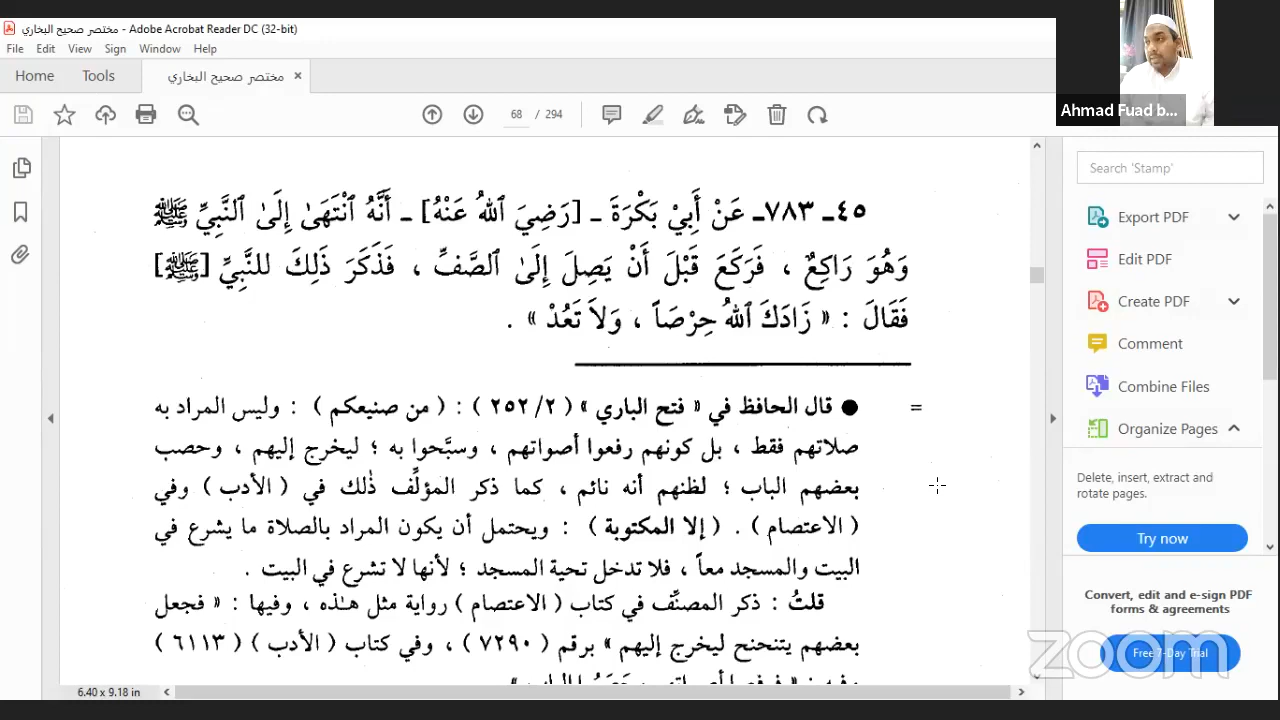 مختصر صحيح البخاري - Adobe Acrobat Reader DC (32-bit)
File Edit View Sign Window Help
Home Tools مختصر صحيح البخاري ×
68 / 294
Ahmad Fuad b...
٤٥ـ ٧٨٣ـ عَنْ أَبِيْ بَكْرَةَ ـ [رَضِيَ ٱللهُ عَنْهُ] ـ أَنَّهُ ٱنْتَهَىٰ إِلَىٰ ٱلنَّبِيِّ ﷺ
وَهُوَ رَاكِعٌ ، فَرَكَعَ قَبْلَ أَنْ يَصِلَ إِلَىٰ ٱلصَّفِّ ، فَذَكَرَ ذَلِكَ للنَّبِيِّ [ﷺ]
فَقَالَ : « زَادَكَ ٱللهُ حِرْصَاً ، وَلاَ تَعُدْ » .
= ● قال الحافظ في « فتح الباري » ( ٢/ ٢٥٢ ) : ( من صنيعكم ) : وليس المراد به
صلاتهم فقط ، بل كونهم رفعوا أصواتهم ، وسبَّحوا به ؛ ليخرج إليهم ، وحصب
بعضهم الباب ؛ لظنهم أنه نائم ، كما ذكر المؤلِّف ذٰلك في ( الأدب ) وفي
( الاعتصام ) . ( إلا المكتوبة ) : ويحتمل أن يكون المراد بالصلاة ما يشرع في
البيت والمسجد معاً ، فلا تدخل تحية المسجد ؛ لأنها لا تشرع في البيت .
قلتُ : ذكر المصنِّف في كتاب ( الاعتصام ) رواية مثل هـٰذه ، وفيها : « فجعل
بعضهم يتنحنح ليخرج إليهم » برقم ( ٧٢٩٠ ) ، وفي كتاب ( الأدب ) ( ٦١١٣ )
6.40 x 9.18 in
Search 'Stamp'
Export PDF
Edit PDF
Create PDF
Comment
Combine Files
Organize Pages
Delete, insert, extract and
rotate pages.
Try now
Convert, edit and e-sign PDF
forms & agreements
Free 7-Day Trial
zoom